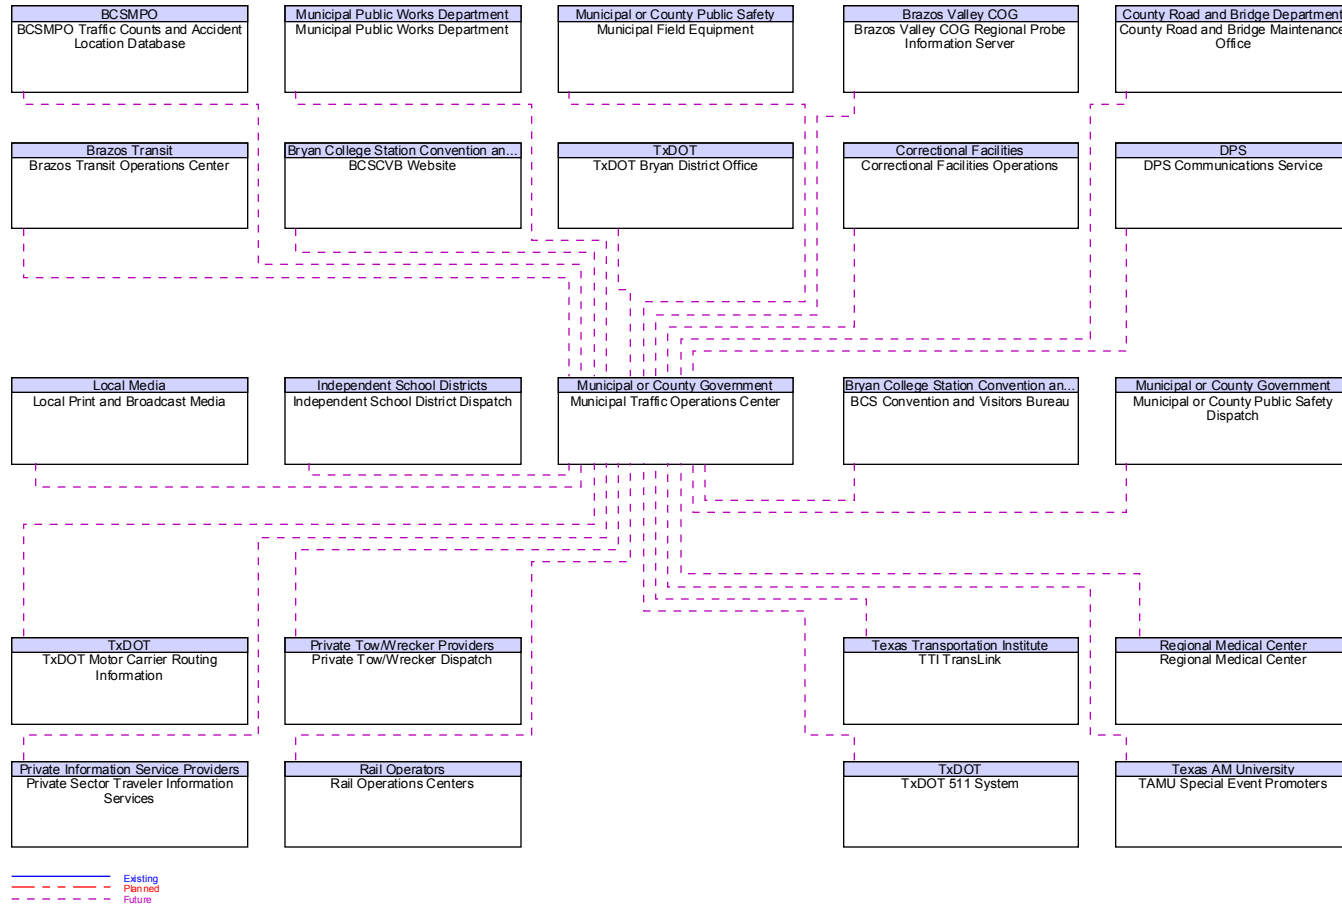 BCSMPO
BCSMPO Traffic Counts and Accident
Location Database
Municipal Public Works Department
Municipal Public Works Department
Municipal or County Public Safety
Municipal Field Equipment
Brazos Valley COG
Brazos Valley COG Regional Probe
Information Server
County Road and Bridge Department
County Road and Bridge Maintenance
Office
Brazos Transit
Brazos Transit Operations Center
Bryan College Station Convention an...
BCSCVB Website
TxDOT
TxDOT Bryan District Office
Correctional Facilities
Correctional Facilities Operations
DPS
DPS Communications Service
Local Media
Local Print and Broadcast Media
Independent School Districts
Independent School District Dispatch
Municipal or County Government
Municipal Traffic Operations Center
Bryan College Station Convention an...
BCS Convention and Visitors Bureau
Municipal or County Government
Municipal or County Public Safety
Dispatch
TxDOT
TxDOT Motor Carrier Routing
Information
Private Tow/Wrecker Providers
Private Tow/Wrecker Dispatch
Texas Transportation Institute
TTI TransLink
Regional Medical Center
Regional Medical Center
Private Information Service Providers
Private Sector Traveler Information
Services
Rail Operators
Rail Operations Centers
TxDOT
TxDOT 511 System
Texas AM University
TAMU Special Event Promoters
Existing
Planned
Future